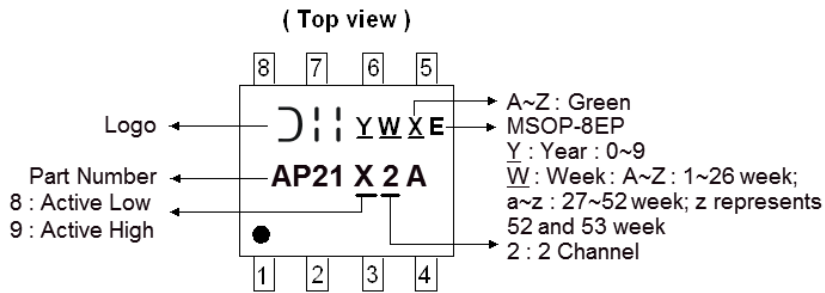 ( Top view )
8 7 6 5
Logo
Y W X E
A~Z : Green
MSOP-8EP
Y : Year : 0~9
W : Week : A~Z : 1~26 week;
a~z : 27~52 week; z represents
52 and 53 week
2 : 2 Channel
Part Number
AP21 X 2 A
8 : Active Low
9 : Active High
1 2 3 4